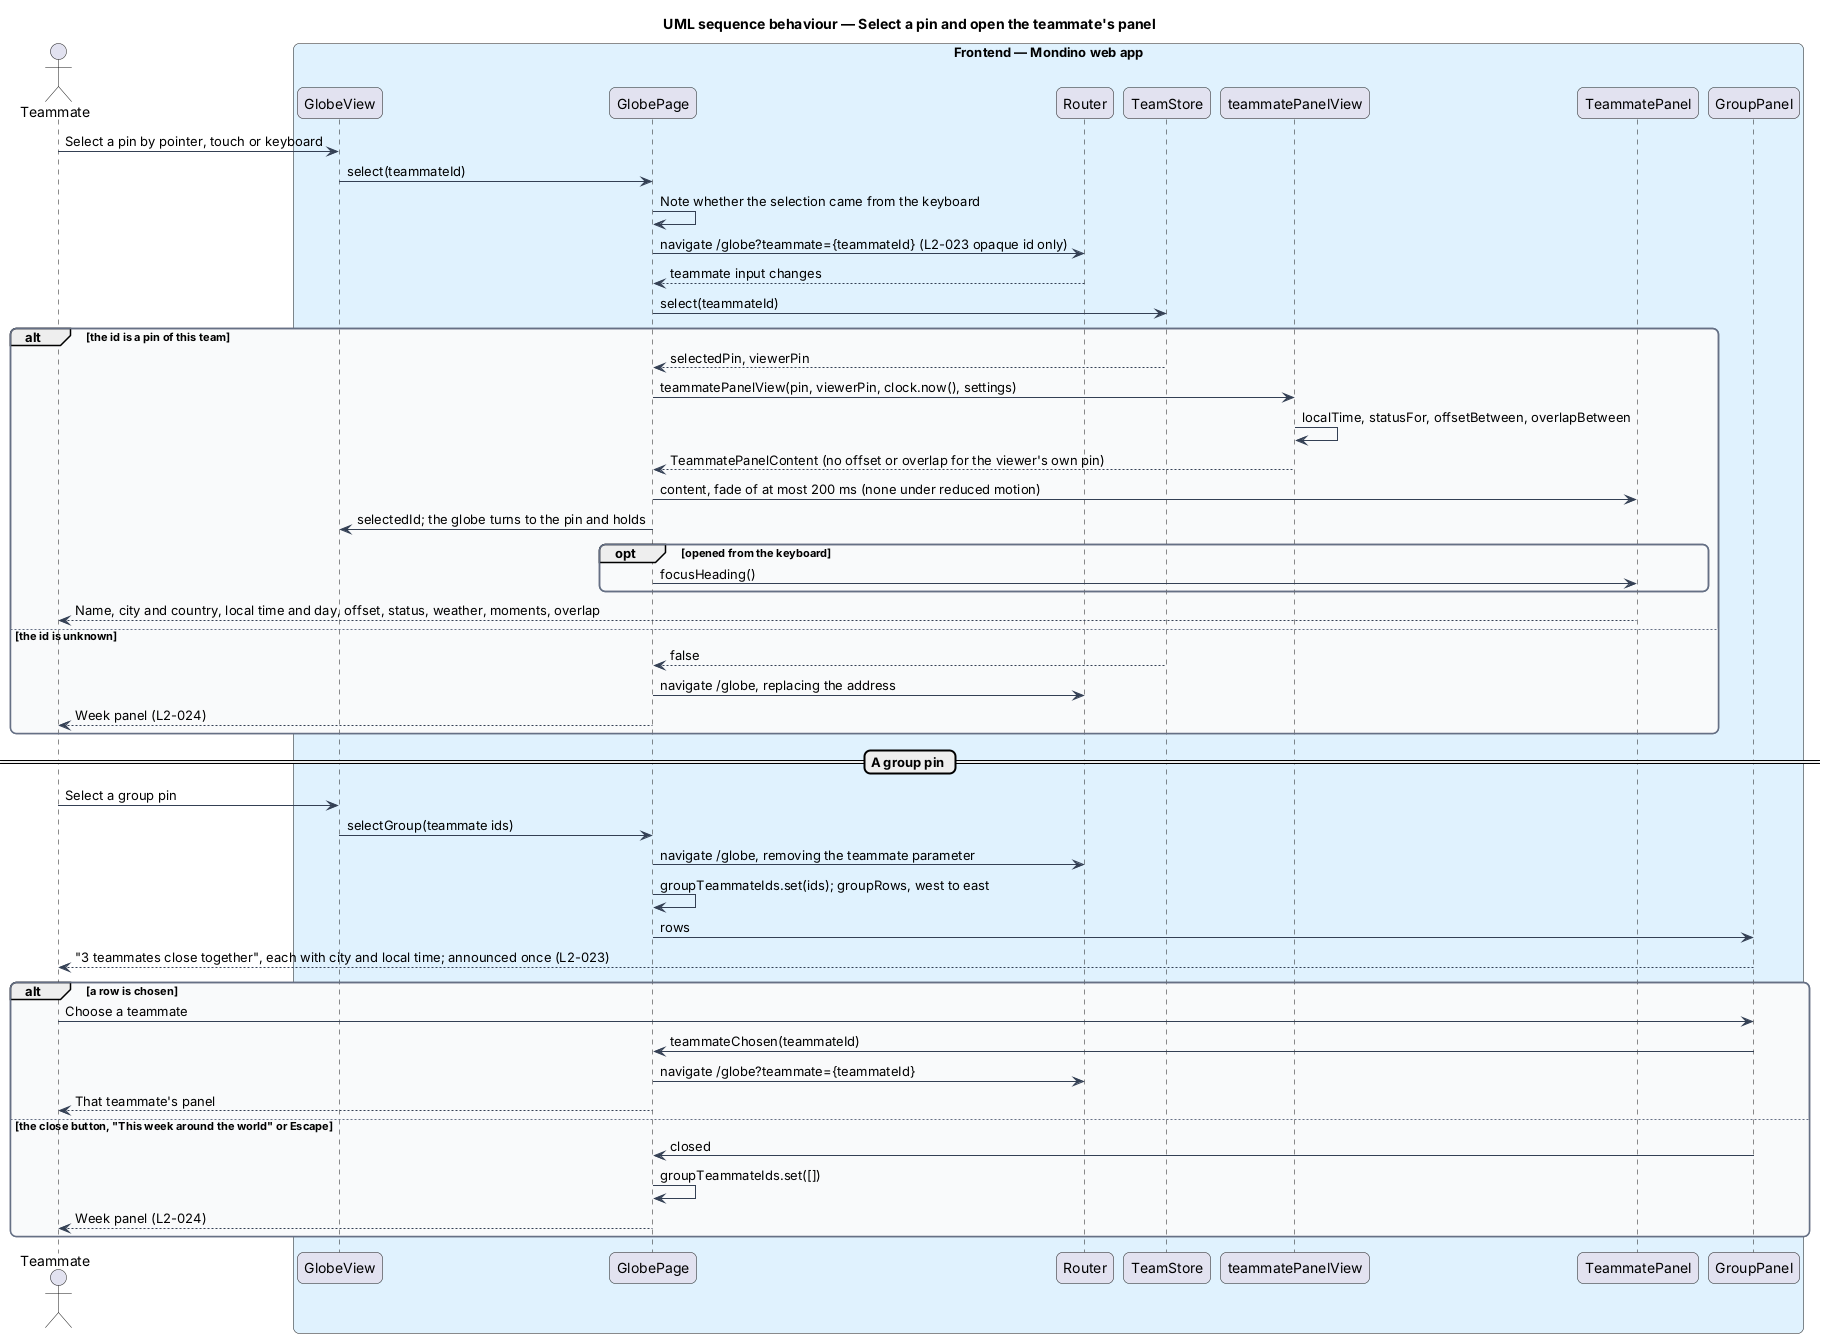 UML sequence behaviour — Select a pin and open the teammate's panel
Frontend — Mondino web app
Teammate
GlobeView
GlobePage
Router
TeamStore
teammatePanelView
TeammatePanel
GroupPanel
Select a pin by pointer, touch or keyboard
select(teammateId)
Note whether the selection came from the keyboard
navigate /globe?teammate={teammateId} (L2-023 opaque id only)
teammate input changes
select(teammateId)
alt
[the id is a pin of this team]
selectedPin, viewerPin
teammatePanelView(pin, viewerPin, clock.now(), settings)
localTime, statusFor, offsetBetween, overlapBetween
TeammatePanelContent (no offset or overlap for the viewer's own pin)
content, fade of at most 200 ms (none under reduced motion)
selectedId; the globe turns to the pin and holds
opt
[opened from the keyboard]
focusHeading()
Name, city and country, local time and day, offset, status, weather, moments, overlap
[the id is unknown]
false
navigate /globe, replacing the address
Week panel (L2-024)
A group pin
Select a group pin
selectGroup(teammate ids)
navigate /globe, removing the teammate parameter
groupTeammateIds.set(ids); groupRows, west to east
rows
"3 teammates close together", each with city and local time; announced once (L2-023)
alt
[a row is chosen]
Choose a teammate
teammateChosen(teammateId)
navigate /globe?teammate={teammateId}
That teammate's panel
[the close button, "This week around the world" or Escape]
closed
groupTeammateIds.set([])
Week panel (L2-024)
Teammate
GlobeView
GlobePage
Router
TeamStore
teammatePanelView
TeammatePanel
GroupPanel